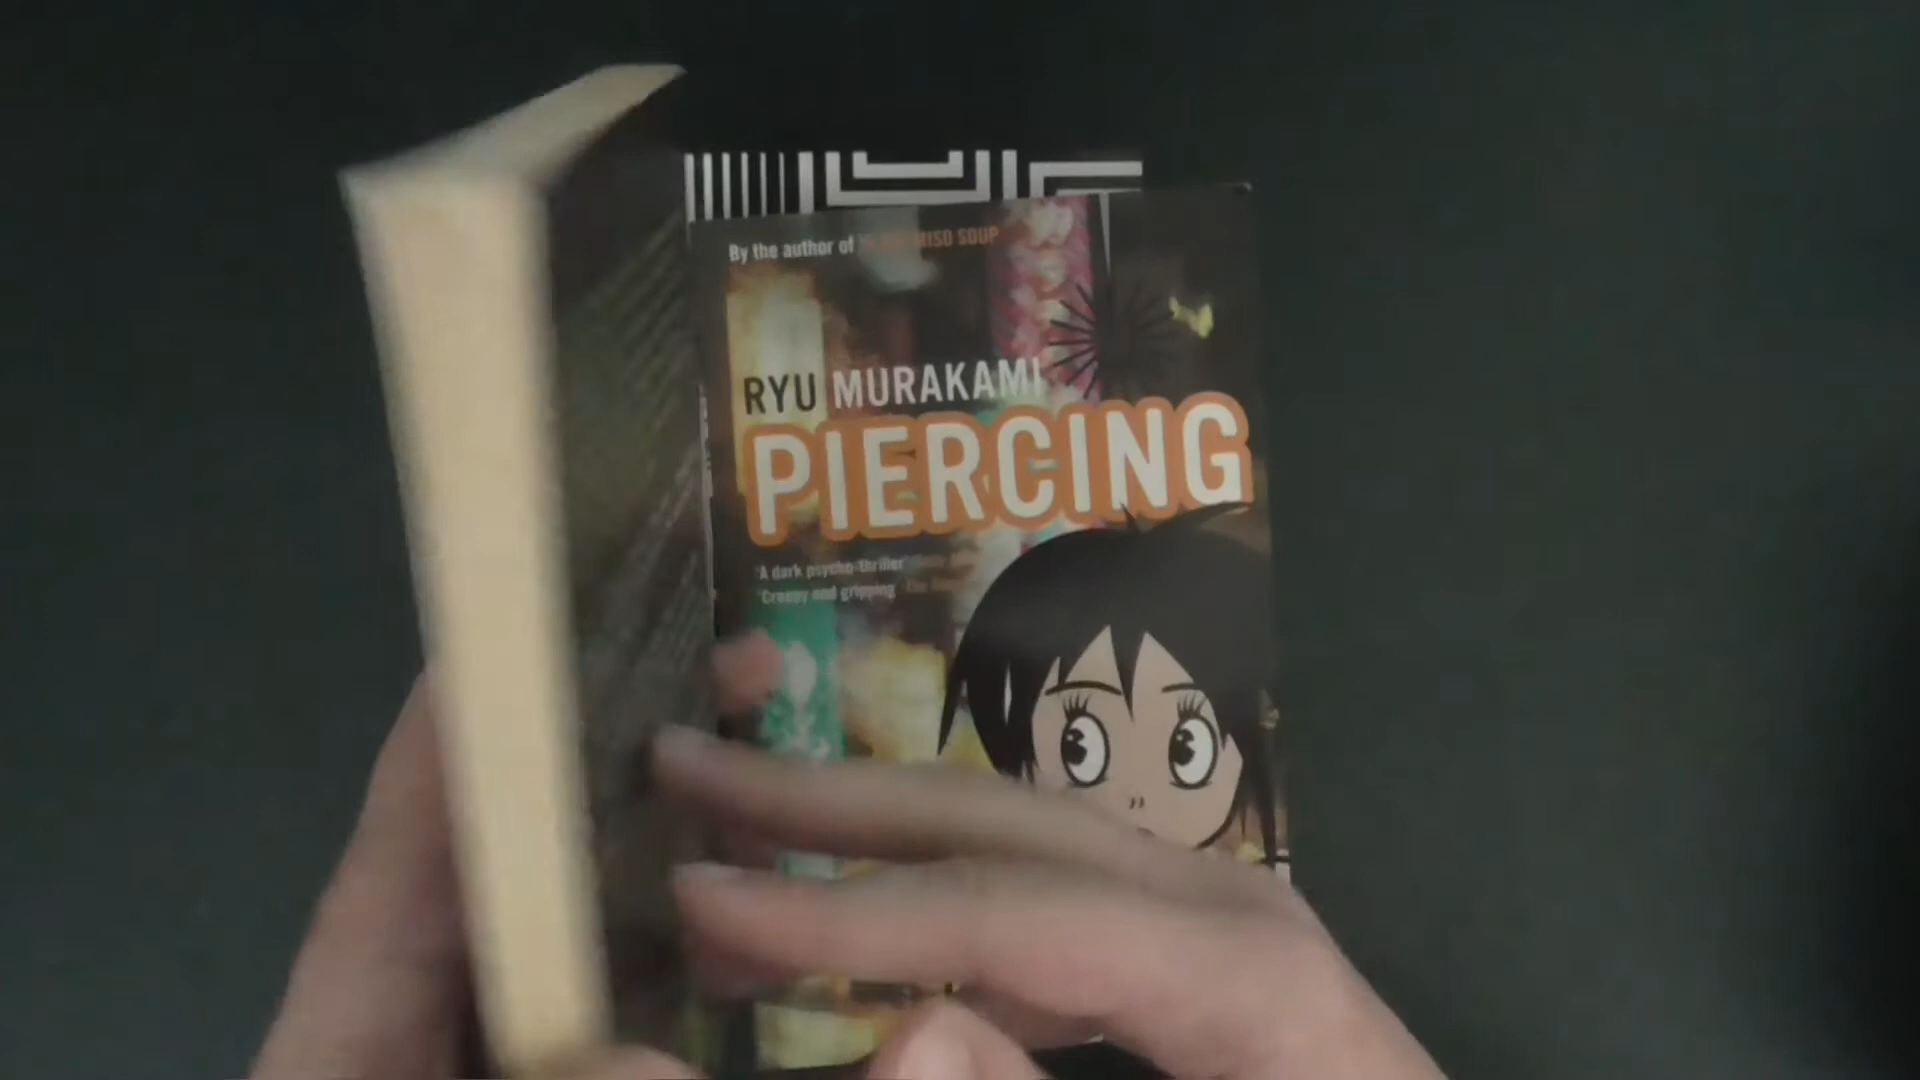 By the author of IN THE MISO SOUP
RYU MURAKAMI
PIERCING
'A dark psycho-thriller'
'Creepy and gripping'